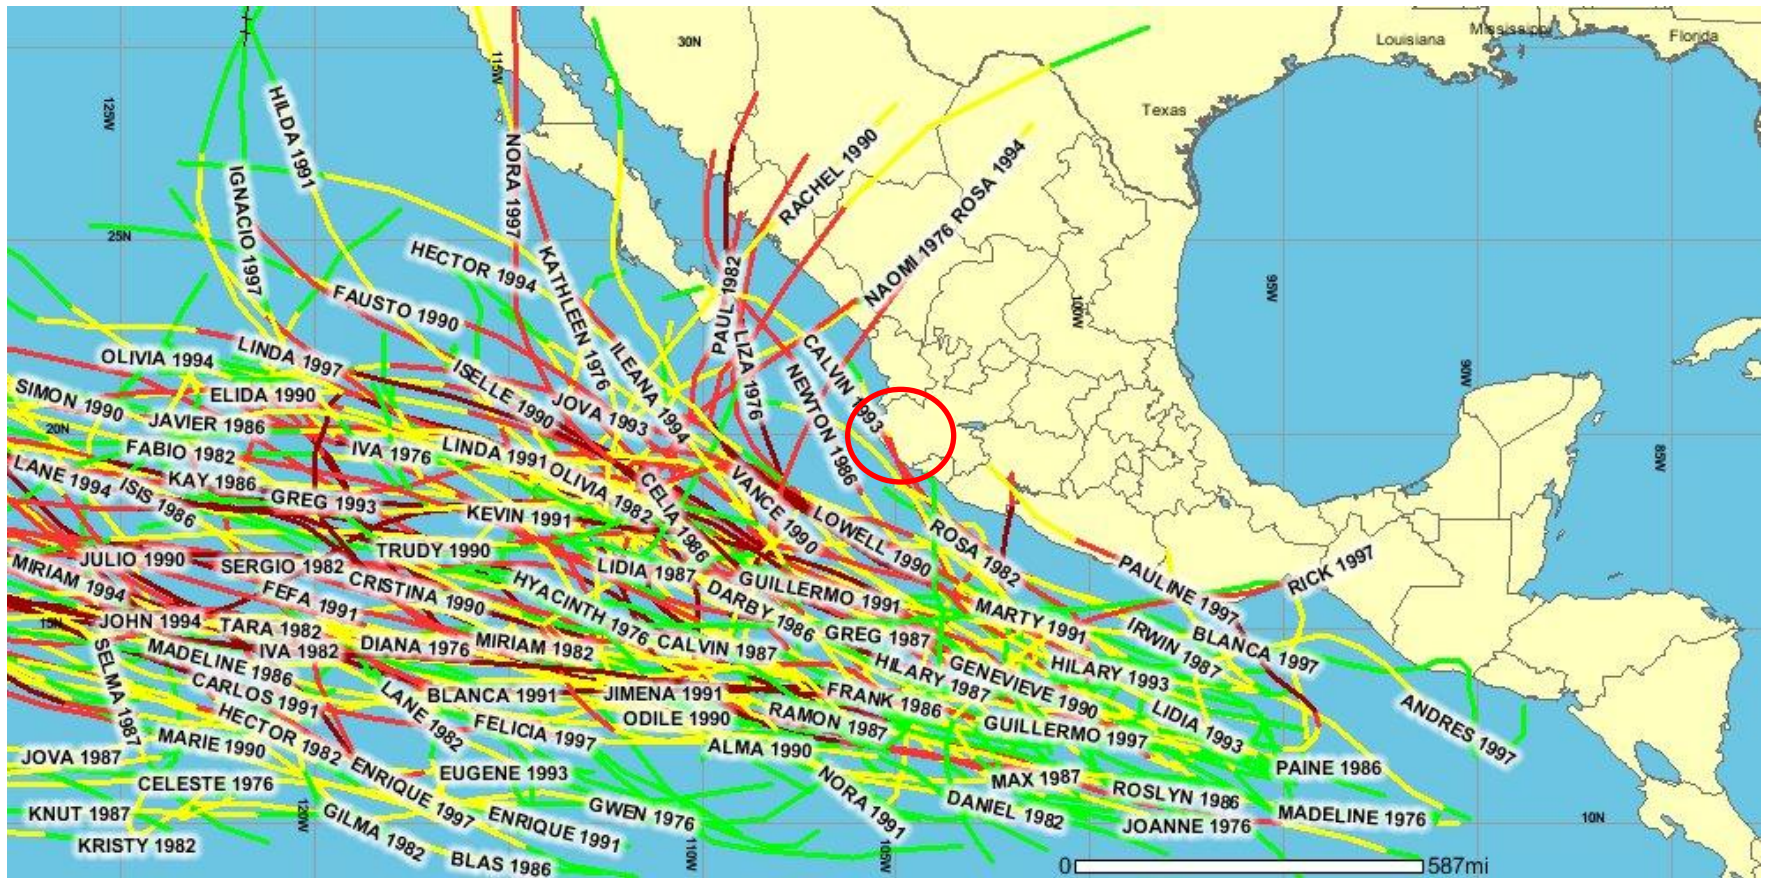 30N
Louisiana
Mississippi
Florida
115W
125W
Texas
HILDA 1991
NORA 1997
RACHEL 1990
ROSA 1994
IGNACIO 1997
25N
HECTOR 1994
KATHLEEN 1976
NAOMI 1976
95W
100W
FAUSTO 1990
PAUL 1982
LIZA 1976
CALVIN 1993
OLIVIA 1994
LINDA 1997
ISELLE 1990
ILEANA 1994
NEWTON 1986
90W
SIMON 1990
ELIDA 1990
JOVA 1993
JAVIER 1986
20N
FABIO 1982
IVA 1976
LINDA 1991
OLIVIA 1982
85W
LANE 1994
KAY 1986
ISIS 1986
GREG 1993
KEVIN 1991
CELIA 1986
VANCE 1990
LOWELL 1990
ROSA 1982
JULIO 1990
TRUDY 1990
SERGIO 1982
LIDIA 1987
PAULINE 1997
RICK 1997
MIRIAM 1994
FEFA 1991
CRISTINA 1990
HYACINTH 1976
DARBY 1986
GUILLERMO 1991
MARTY 1991
15N
JOHN 1994
TARA 1982
IVA 1982
DIANA 1976
MIRIAM 1982
CALVIN 1987
GREG 1987
IRWIN 1987
BLANCA 1997
SELMA 1987
MADELINE 1986
CARLOS 1991
LANE 1982
BLANCA 1991
JIMENA 1991
HILARY 1987
GENEVIEVE 1990
HILARY 1993
FRANK 1986
ANDRES 1997
HECTOR 1982
FELICIA 1997
ODILE 1990
RAMON 1987
GUILLERMO 1997
LIDIA 1993
JOVA 1987
MARIE 1990
ALMA 1990
PAINE 1986
CELESTE 1976
ENRIQUE 1997
EUGENE 1993
NORA 1991
MAX 1987
ROSLYN 1986
KNUT 1987
120W
GILMA 1982
ENRIQUE 1991
GWEN 1976
DANIEL 1982
JOANNE 1976
MADELINE 1976
10N
KRISTY 1982
BLAS 1986
110W
105W
0 587mi